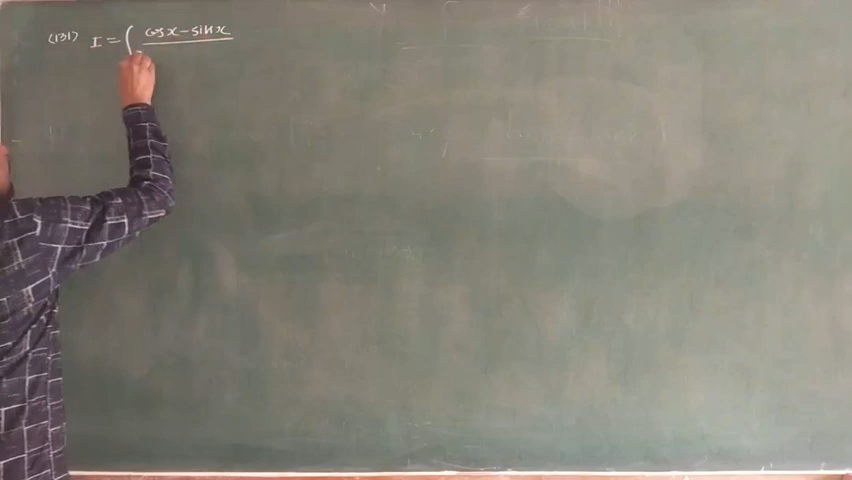 (131) I = ∫ cosx - sinx